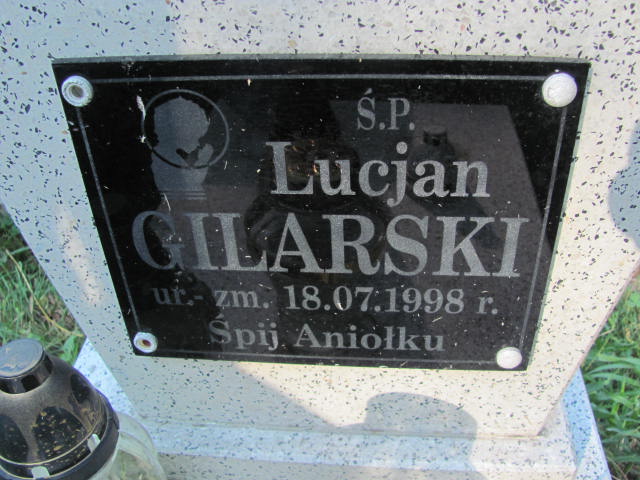 Ś.P.
Lucjan
GILARSKI
ur.- zm. 18.07.1998 r.
Śpij Aniołku